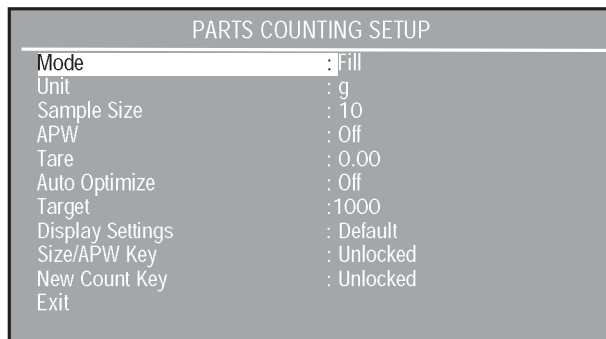 PARTS COUNTING SETUP
Mode : Fill
Unit : g
Sample Size : 10
APW : Off
Tare : 0.00
Auto Optimize : Off
Target :1000
Display Settings : Default
Size/APW Key : Unlocked
New Count Key : Unlocked
Exit